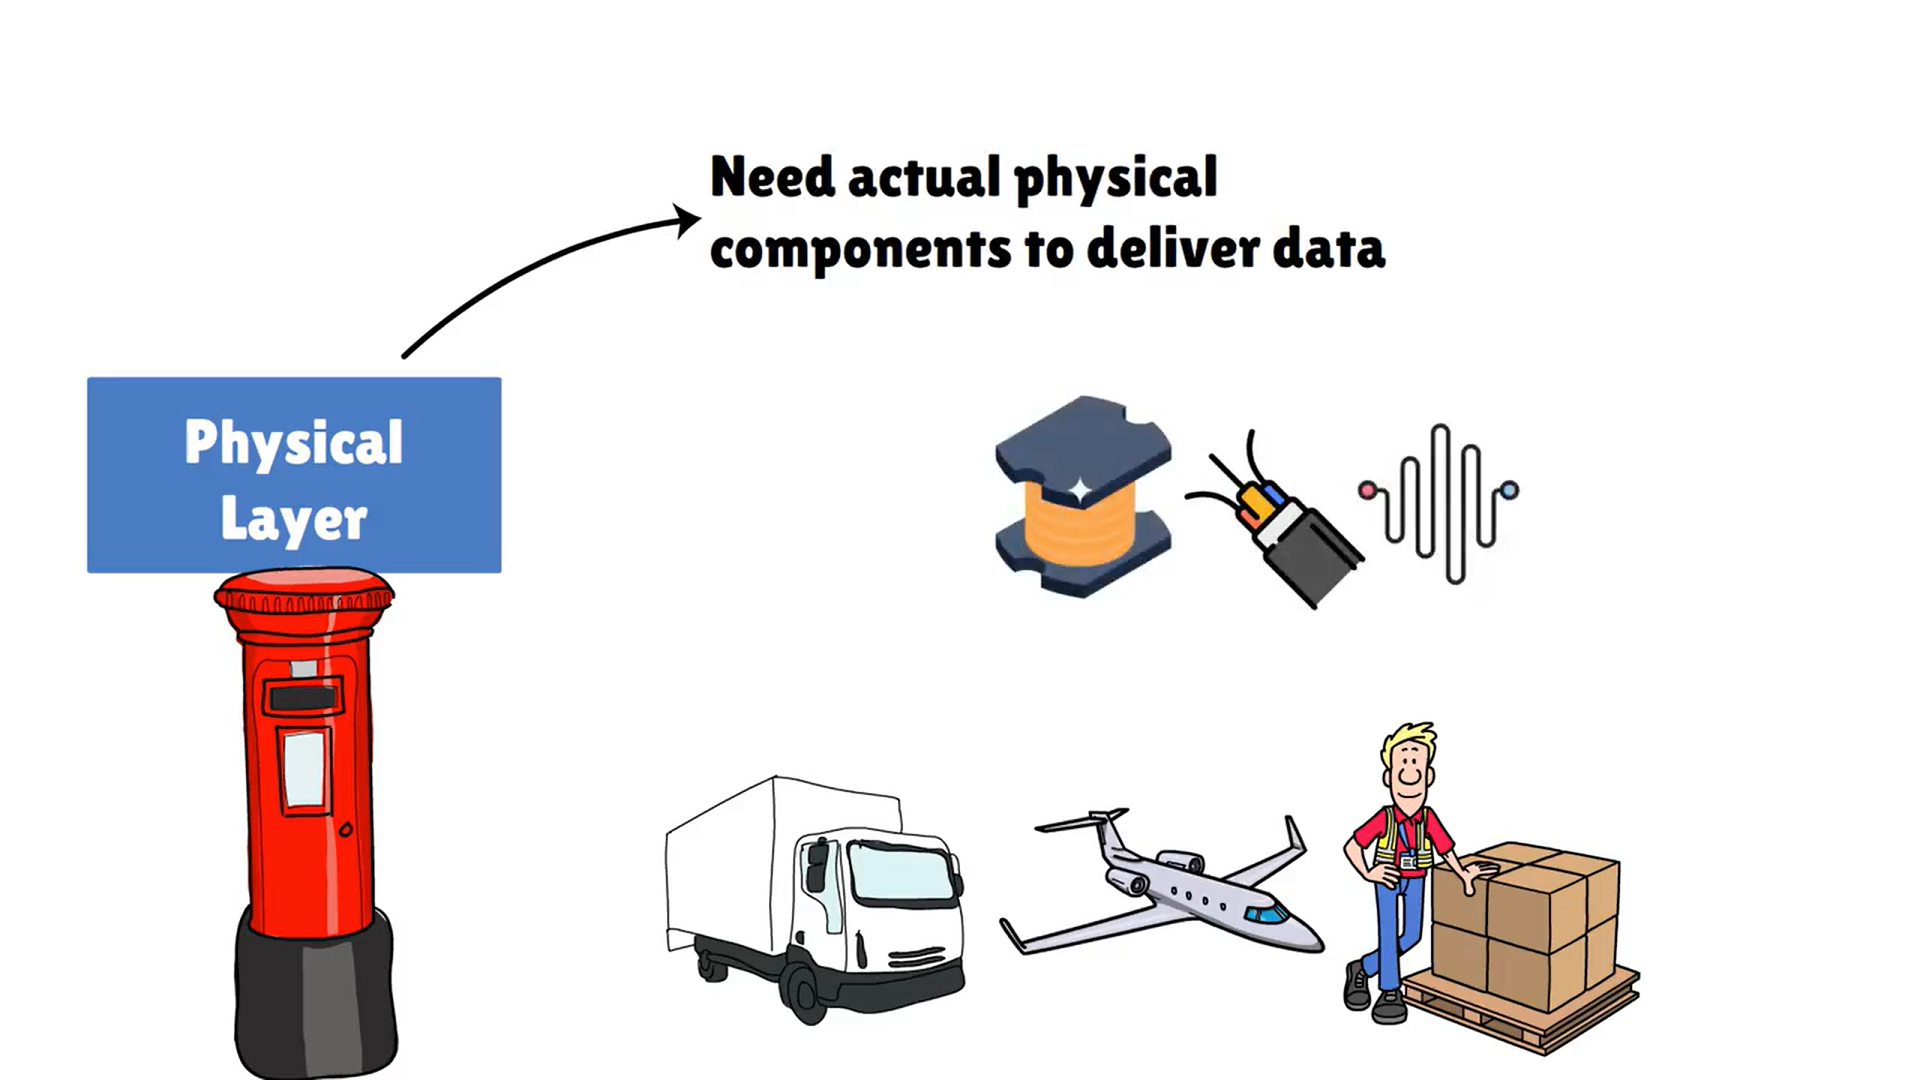 Need actual physical
components to deliver data
Physical
Layer